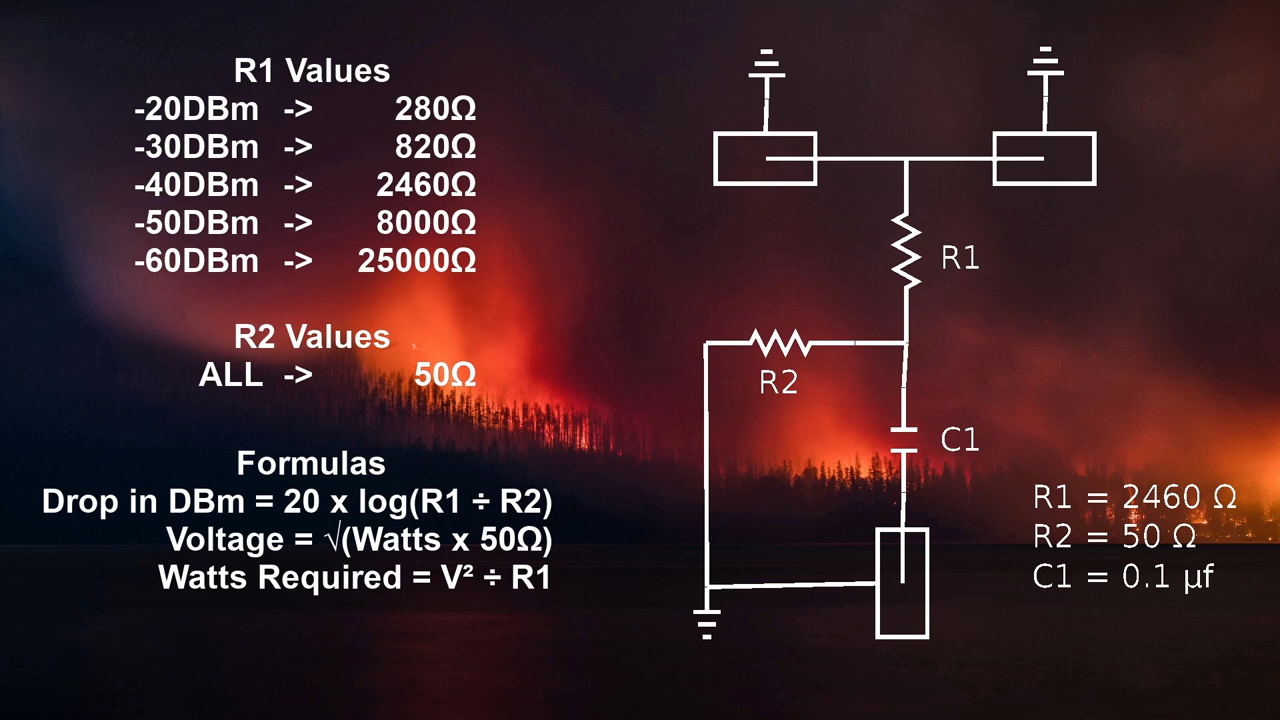 R1 Values
-20DBm -> 280Ω
-30DBm -> 820Ω
-40DBm -> 2460Ω
-50DBm -> 8000Ω
-60DBm -> 25000Ω
R2 Values
ALL -> 50Ω
Formulas
Drop in DBm = 20 x log(R1 ÷ R2)
Voltage = √(Watts x 50Ω)
Watts Required = V² ÷ R1
R1
R2
C1
R1 = 2460 Ω
R2 = 50 Ω
C1 = 0.1 µf